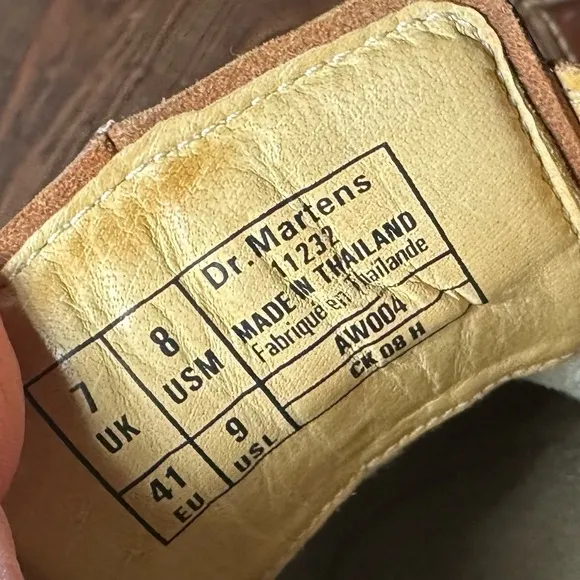 Dr. Martens
11232
MADE IN THAILAND
Fabriqué en Thaïlande
AW004
CK 08 H
7
UK
8
USM
41
EU
9
USL